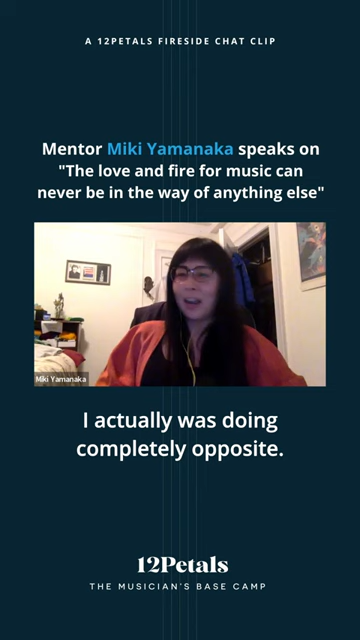 A 12PETALS FIRESIDE CHAT CLIP
Mentor Miki Yamanaka speaks on
"The love and fire for music can
never be in the way of anything else"
Miki Yamanaka
I actually was doing
completely opposite.
12Petals
THE MUSICIAN'S BASE CAMP